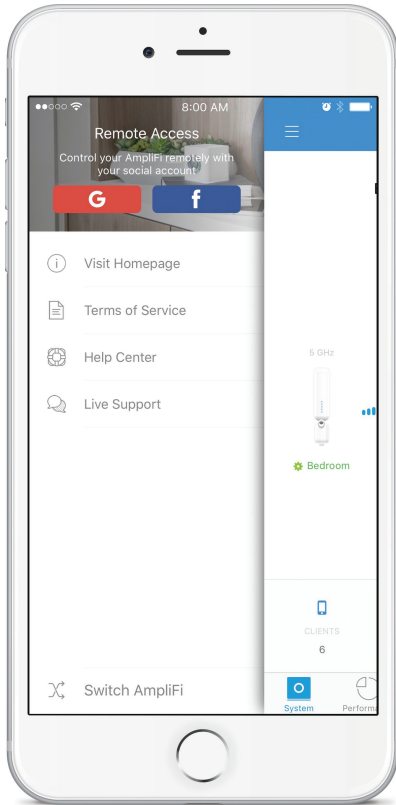 8:00 AM
Remote Access
Control your AmpliFi remotely with
your social account
G f
Visit Homepage
Terms of Service
Help Center
Live Support
5 GHz
Bedroom
CLIENTS
6
Switch AmpliFi
System Performa